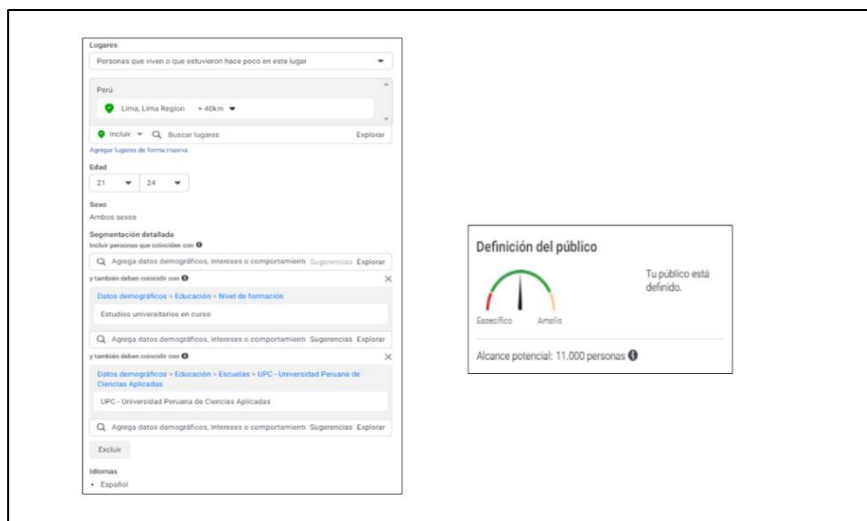 Lugares
Personas que viven o que estuvieron hace poco en este lugar
Perú
Lima, Lima Region + 40km
Incluir Buscar lugares Explorar
Agregar lugares de forma masiva
Edad
21 24
Sexo
Ambos sexos
Segmentación detallada
Incluir personas que coinciden con
Agrega datos demográficos, intereses o comportamient Sugerencias Explorar
y también deben coincidir con
Datos demográficos > Educación > Nivel de formación
Estudios universitarios en curso
Agrega datos demográficos, intereses o comportamient Sugerencias Explorar
y también deben coincidir con
Datos demográficos > Educación > Escuelas > UPC - Universidad Peruana de
Ciencias Aplicadas
UPC - Universidad Peruana de Ciencias Aplicadas
Agrega datos demográficos, intereses o comportamient Sugerencias Explorar
Excluir
Idiomas
• Español
Definición del público
Tu público está
definido.
Específico Amplio
Alcance potencial: 11.000 personas